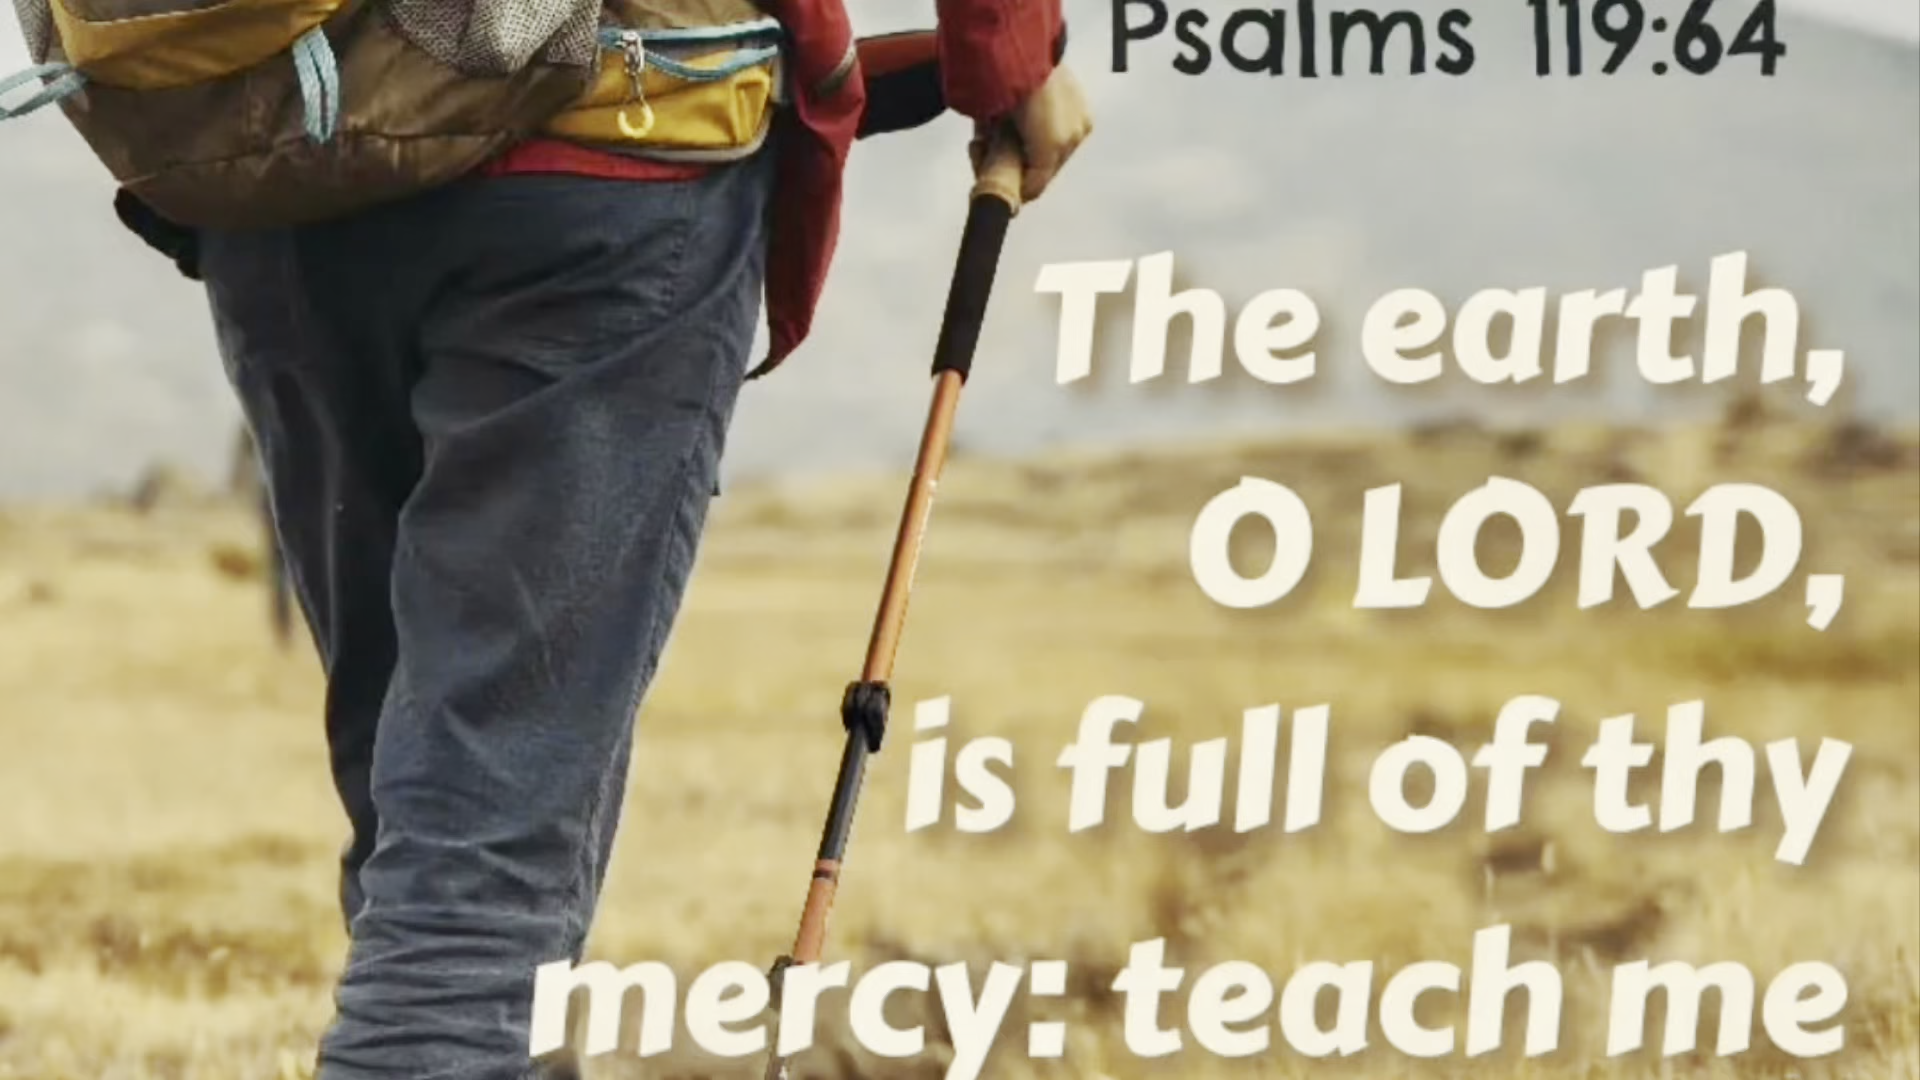 Psalms 119:64
The earth,
O LORD,
is full of thy
mercy: teach me